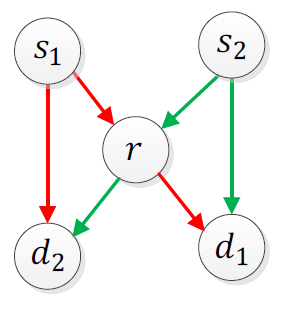 s₁
s₂
r
d₂
d₁